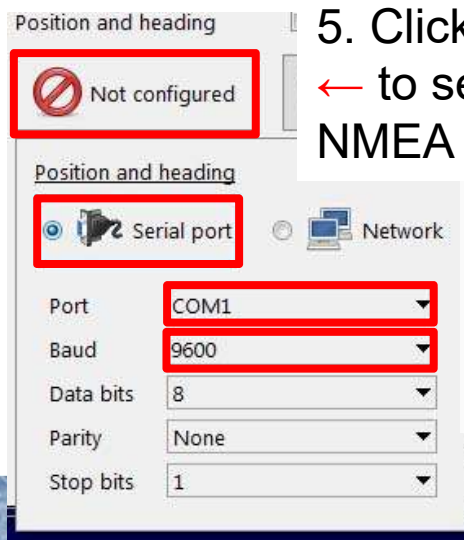 Position and heading
5. Click
← to se
NMEA
Not configured
Position and heading
Serial port
Network
Port COM1
Baud 9600
Data bits 8
Parity None
Stop bits 1